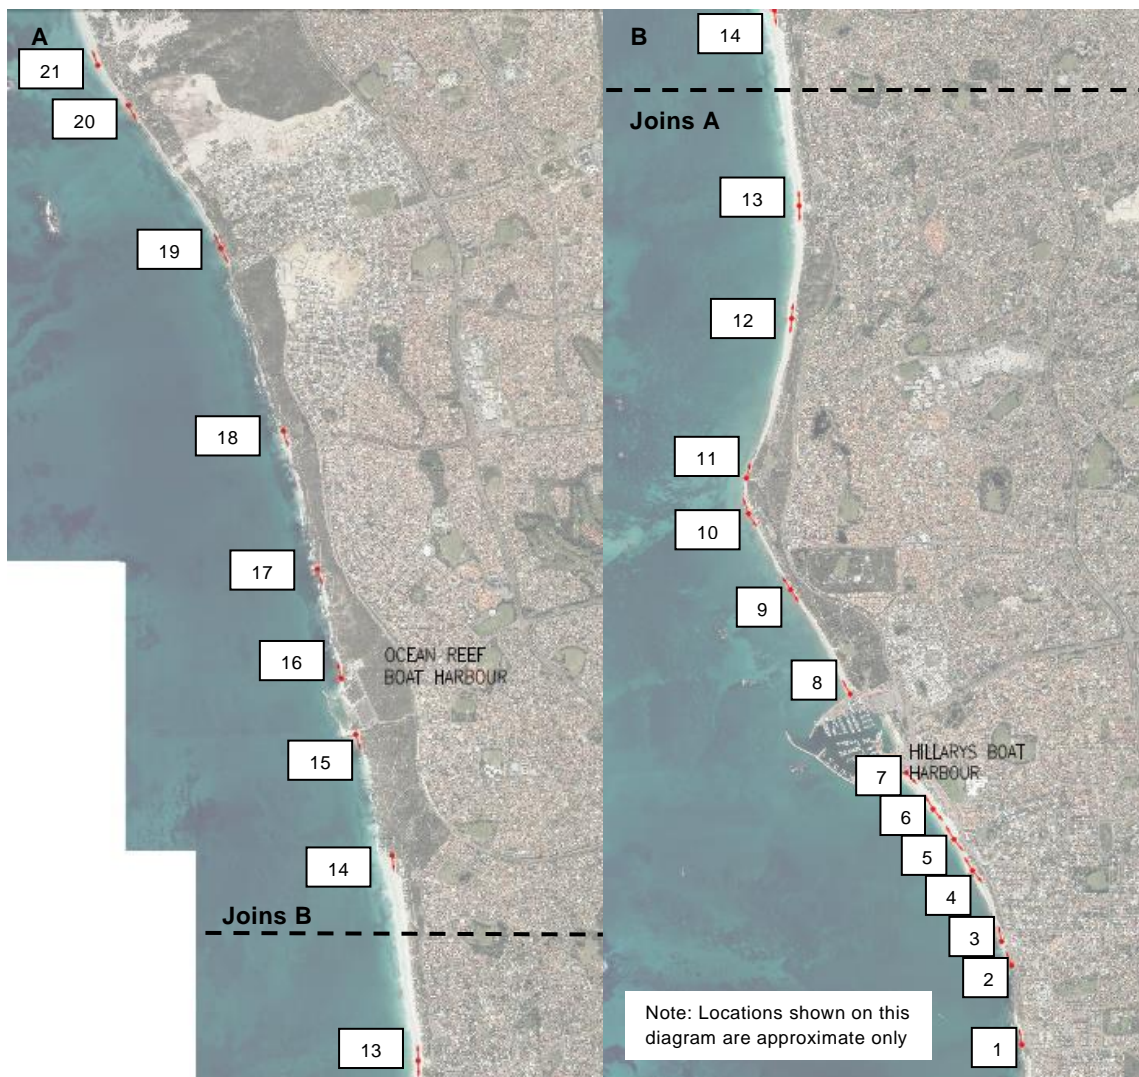 A
21
20
19
18
17
16
OCEAN REEF
BOAT HARBOUR
15
14
Joins B
13
B
14
Joins A
13
12
11
10
9
8
HILLARYS BOAT
HARBOUR
7
6
5
4
3
2
Note: Locations shown on this
diagram are approximate only
1